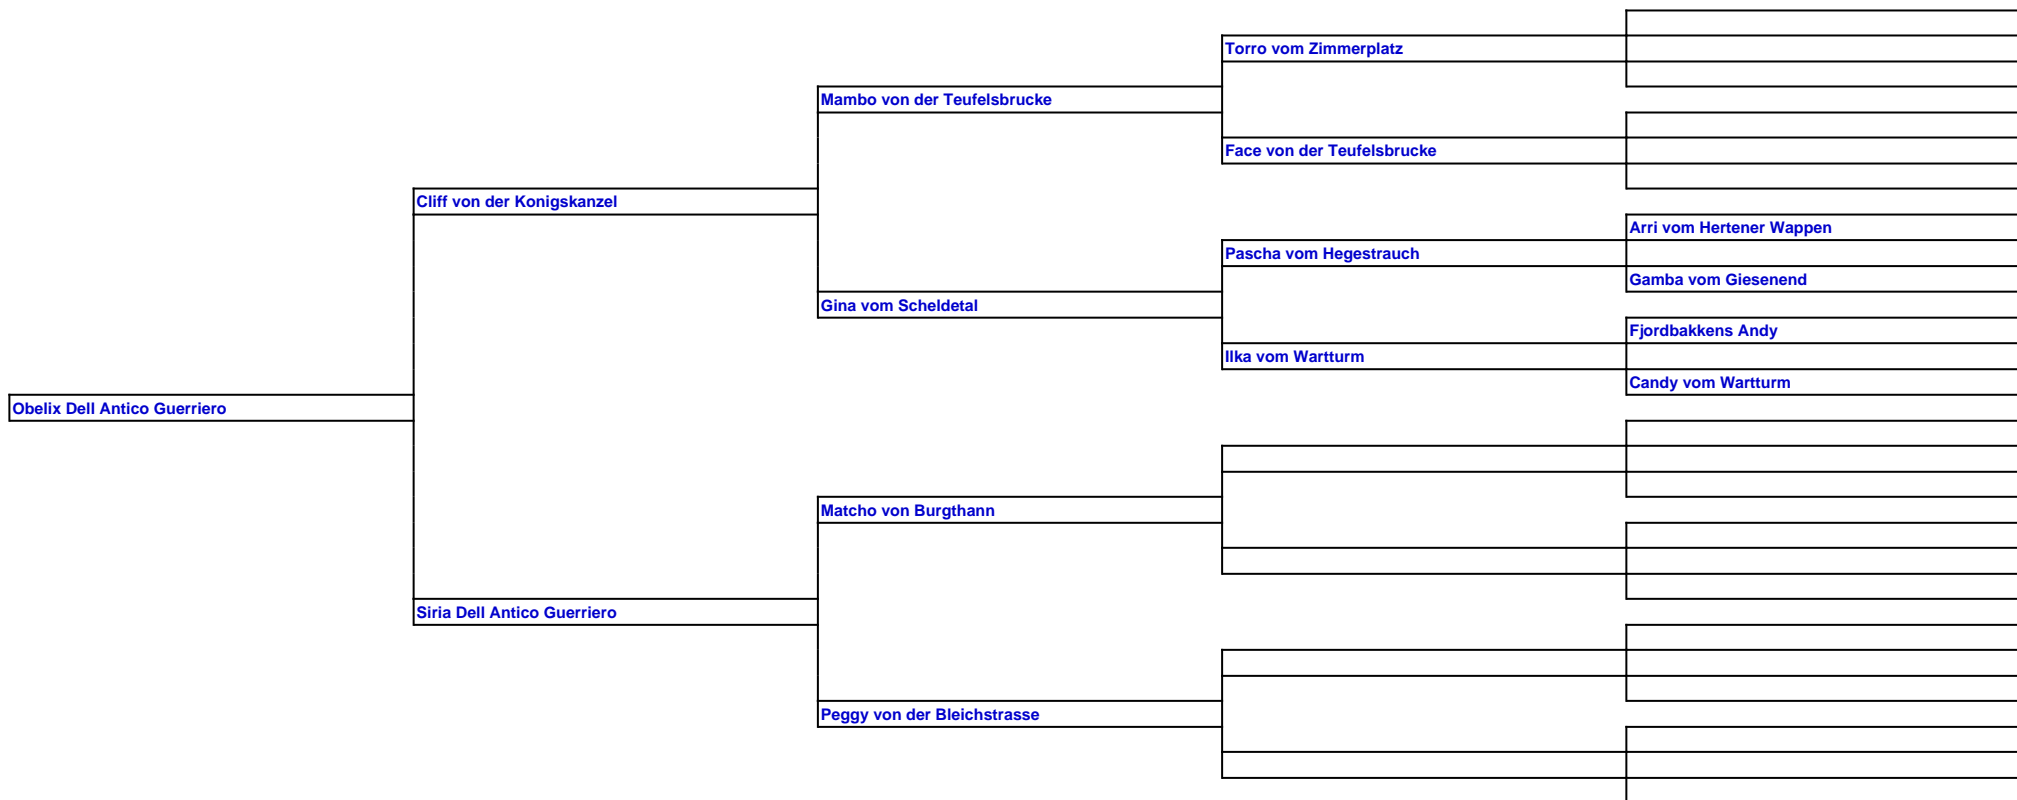 Torro vom Zimmerplatz
Mambo von der Teufelsbrucke
Face von der Teufelsbrucke
Cliff von der Konigskanzel
Arri vom Hertener Wappen
Pascha vom Hegestrauch
Gamba vom Giesenend
Gina vom Scheldetal
Fjordbakkens Andy
Ilka vom Wartturm
Candy vom Wartturm
Obelix Dell Antico Guerriero
Matcho von Burgthann
Siria Dell Antico Guerriero
Peggy von der Bleichstrasse